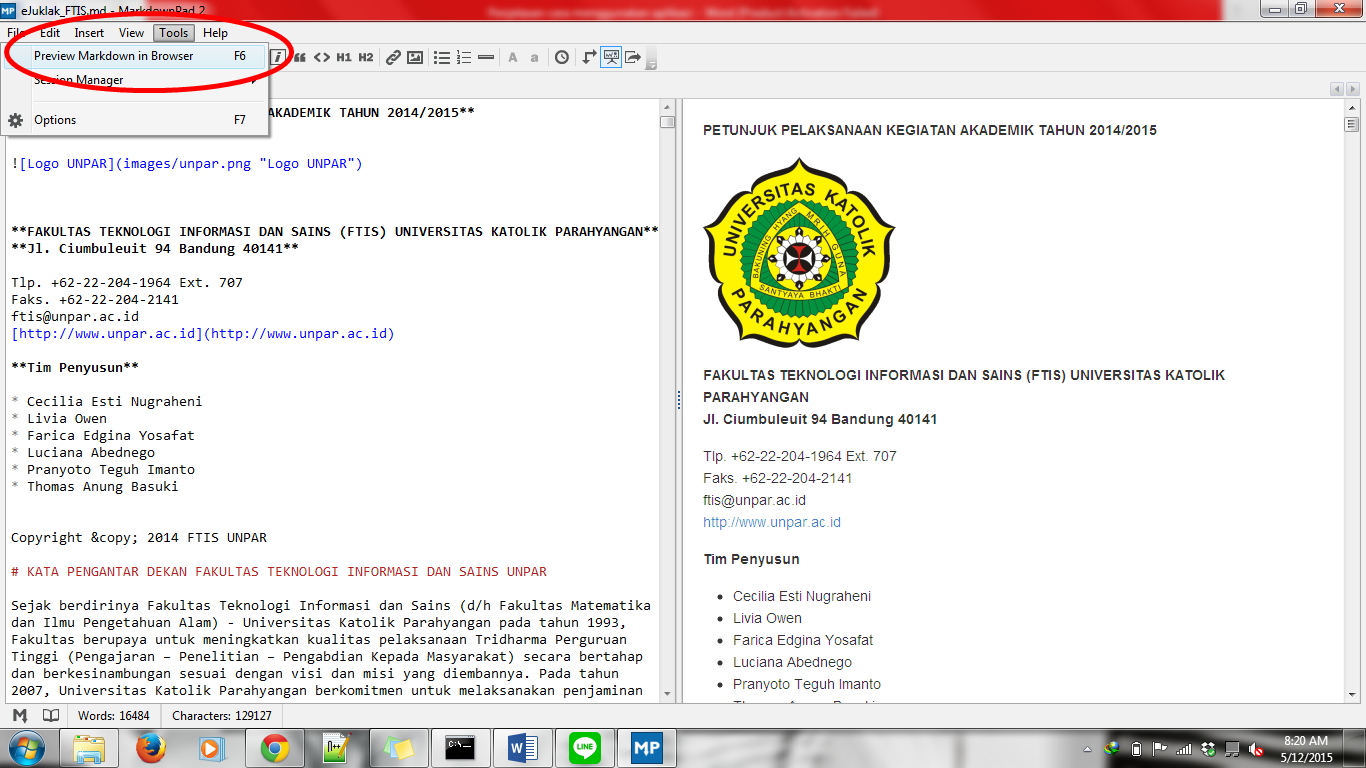 MP eJuklak_FTIS.md - MarkdownPad 2
File Edit Insert View Tools Help
Preview Markdown in Browser F6
Session Manager
Options F7
i “ <> H1 H2 A a
AKADEMIK TAHUN 2014/2015**
![Logo UNPAR](images/unpar.png "Logo UNPAR")
**FAKULTAS TEKNOLOGI INFORMASI DAN SAINS (FTIS) UNIVERSITAS KATOLIK PARAHYANGAN**
**Jl. Ciumbuleuit 94 Bandung 40141**
Tlp. +62-22-204-1964 Ext. 707
Faks. +62-22-204-2141
ftis@unpar.ac.id
[http://www.unpar.ac.id](http://www.unpar.ac.id)
**Tim Penyusun**
* Cecilia Esti Nugraheni
* Livia Owen
* Farica Edgina Yosafat
* Luciana Abednego
* Pranyoto Teguh Imanto
* Thomas Anung Basuki
Copyright &copy; 2014 FTIS UNPAR
# KATA PENGANTAR DEKAN FAKULTAS TEKNOLOGI INFORMASI DAN SAINS UNPAR
Sejak berdirinya Fakultas Teknologi Informasi dan Sains (d/h Fakultas Matematika
dan Ilmu Pengetahuan Alam) - Universitas Katolik Parahyangan pada tahun 1993,
Fakultas berupaya untuk meningkatkan kualitas pelaksanaan Tridharma Perguruan
Tinggi (Pengajaran – Penelitian – Pengabdian Kepada Masyarakat) secara bertahap
dan berkesinambungan sesuai dengan visi dan misi yang diembannya. Pada tahun
2007, Universitas Katolik Parahyangan berkomitmen untuk melaksanakan penjaminan
PETUNJUK PELAKSANAAN KEGIATAN AKADEMIK TAHUN 2014/2015
UNIVERSITAS KATOLIK
BAKUNING HYANG MRIH GUNA
SANTYAYA BHAKTI
PARAHYANGAN
FAKULTAS TEKNOLOGI INFORMASI DAN SAINS (FTIS) UNIVERSITAS KATOLIK
PARAHYANGAN
Jl. Ciumbuleuit 94 Bandung 40141
Tlp. +62-22-204-1964 Ext. 707
Faks. +62-22-204-2141
ftis@unpar.ac.id
http://www.unpar.ac.id
Tim Penyusun
• Cecilia Esti Nugraheni
• Livia Owen
• Farica Edgina Yosafat
• Luciana Abednego
• Pranyoto Teguh Imanto
Words: 16484 Characters: 129127
C:\_ W LINE MP
8:20 AM
5/12/2015